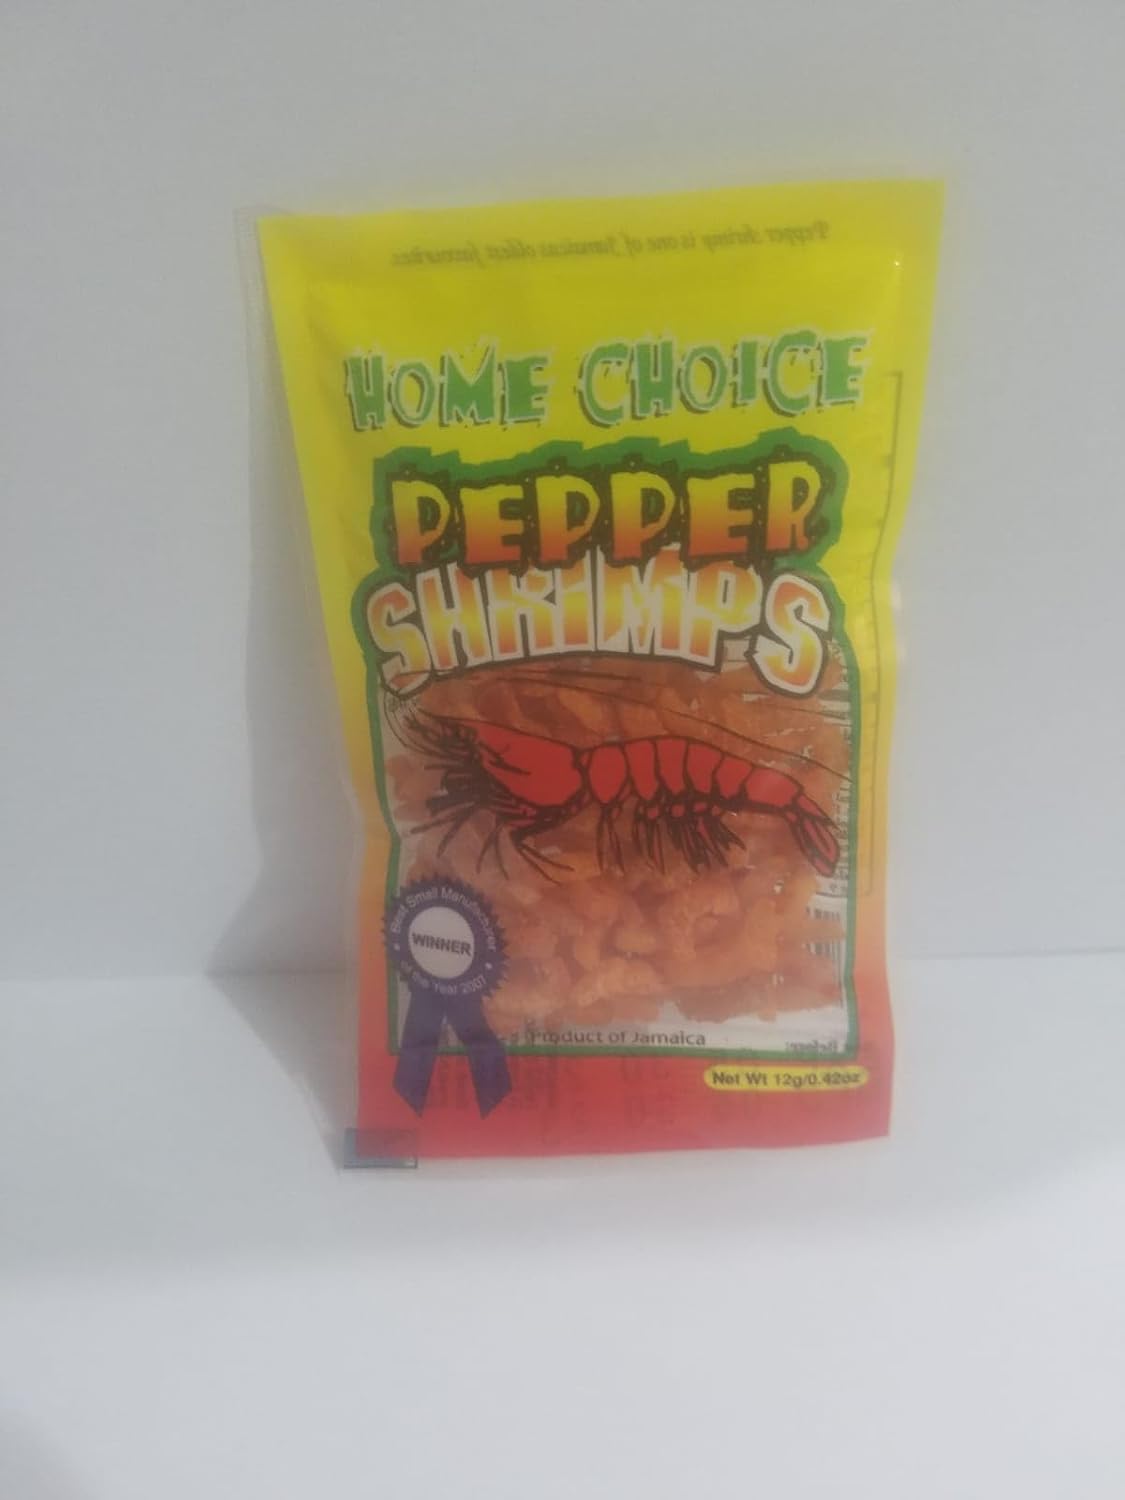 Pepper shrimp is one of Jamaicas oldest favourites
HOME CHOICE
PEPPER
SHRIMPS
Best Small Manufacturer
WINNER
of the Year 2007
Product of Jamaica
Net Wt 12g/0.42oz